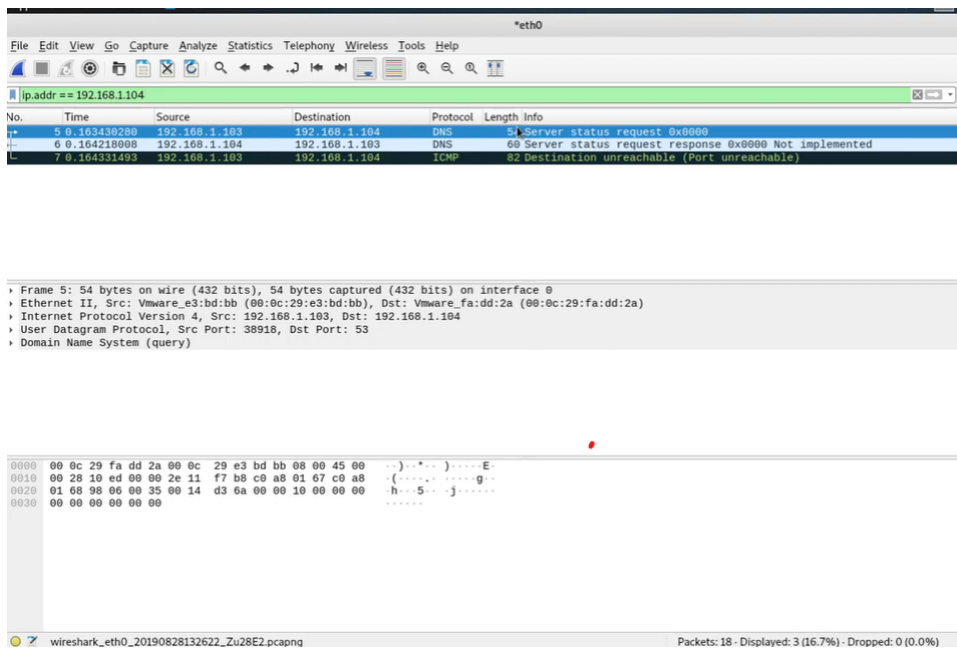 *eth0
File Edit View Go Capture Analyze Statistics Telephony Wireless Tools Help
ip.addr == 192.168.1.104
No. Time Source Destination Protocol Length Info
5 0.163430280 192.168.1.103 192.168.1.104 DNS Server status request 0x0000
6 0.164218008 192.168.1.104 192.168.1.103 DNS 60 Server status request response 0x0000 Not implemented
7 0.164331493 192.168.1.103 192.168.1.104 ICMP 82 Destination unreachable (Port unreachable)
Frame 5: 54 bytes on wire (432 bits), 54 bytes captured (432 bits) on interface 0
Ethernet II, Src: Vmware_e3:bd:bb (00:0c:29:e3:bd:bb), Dst: Vmware_fa:dd:2a (00:0c:29:fa:dd:2a)
Internet Protocol Version 4, Src: 192.168.1.103, Dst: 192.168.1.104
User Datagram Protocol, Src Port: 38918, Dst Port: 53
Domain Name System (query)
0000 00 0c 29 fa dd 2a 00 0c 29 e3 bd bb 08 00 45 00 ··)··*·· )·····E·
0010 00 28 10 ed 00 00 2e 11 f7 b8 c0 a8 01 67 c0 a8 ·(····.· ·····g··
0020 01 68 98 06 00 35 00 14 d3 6a 00 00 10 00 00 00 ·h···5·· ·j······
0030 00 00 00 00 00 00 ······
wireshark_eth0_20190828132622_Zu28E2.pcapng Packets: 18 · Displayed: 3 (16.7%) · Dropped: 0 (0.0%)